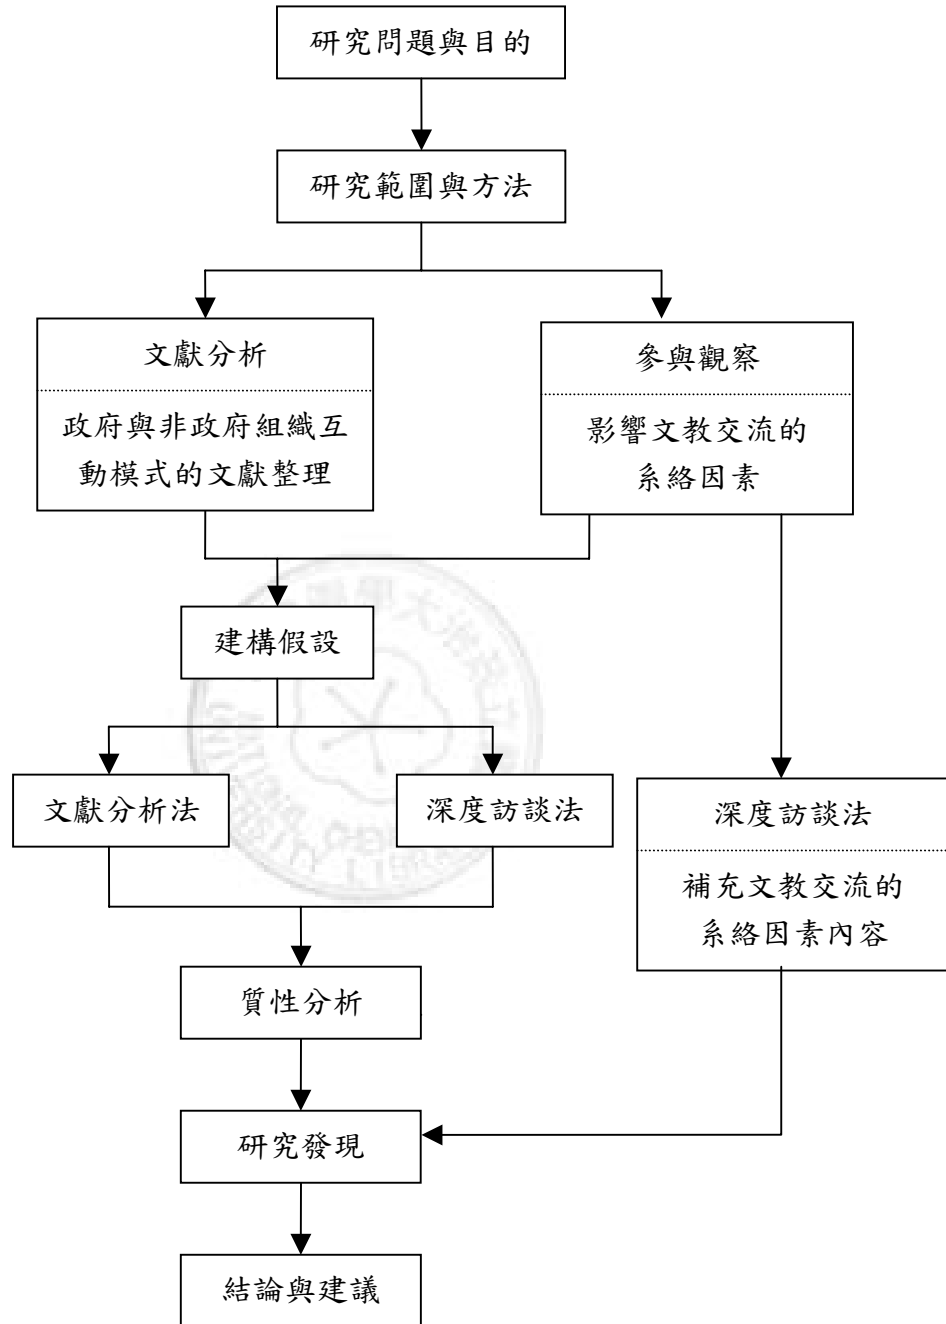 研究問題與目的
研究範圍與方法
文獻分析
政府與非政府組織互
動模式的文獻整理
參與觀察
影響文教交流的
系絡因素
建構假設
文獻分析法
深度訪談法
深度訪談法
補充文教交流的
系絡因素內容
質性分析
研究發現
結論與建議